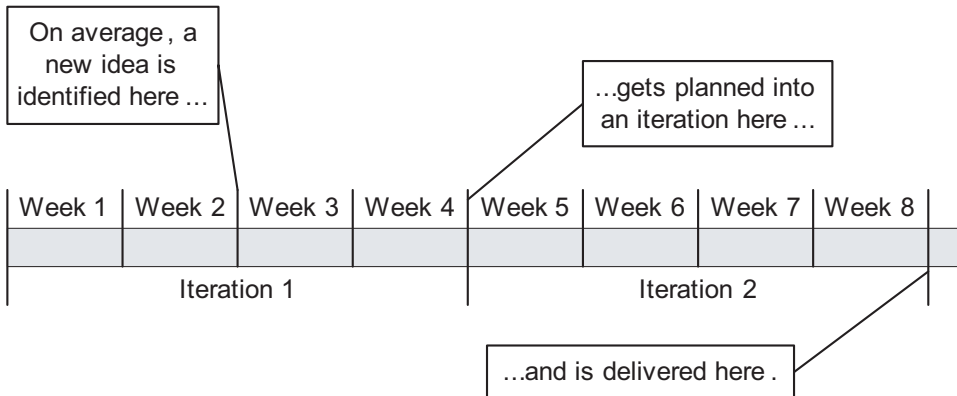 On average, a
new idea is
identified here ...
...gets planned into
an iteration here ...
Week 1 Week 2 Week 3 Week 4 Week 5 Week 6 Week 7 Week 8
Iteration 1 Iteration 2
...and is delivered here.